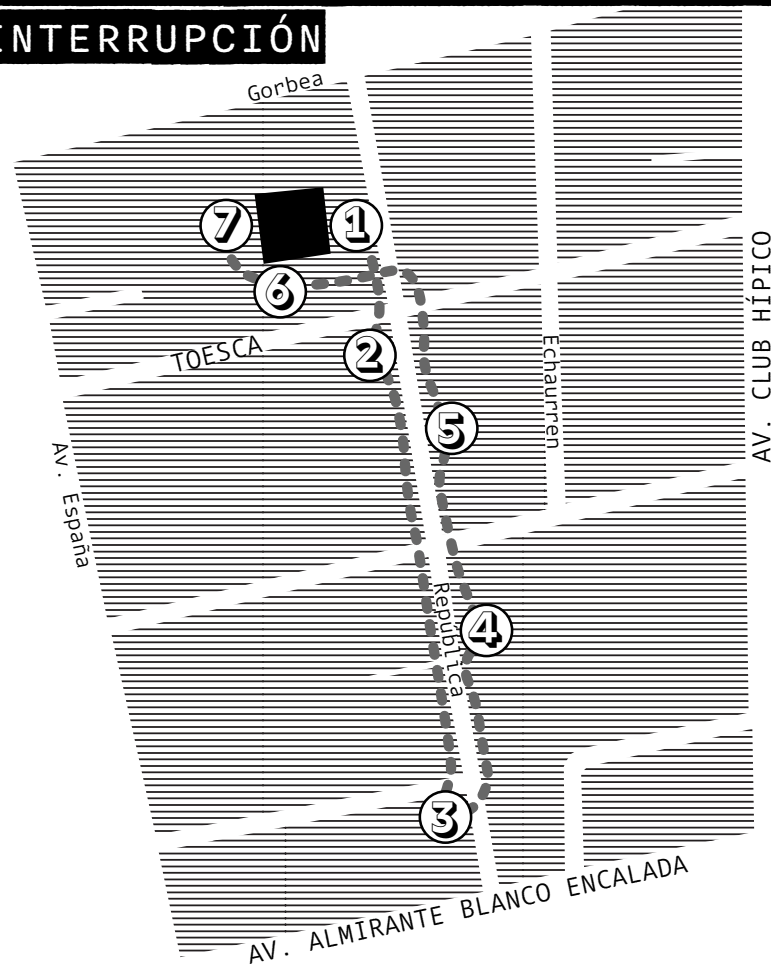 INTERRUPCIÓN
Gorbea
7
1
6
TOESCA
2
Echaurren
AV. CLUB HÍPICO
5
Av. España
República
4
3
AV. ALMIRANTE BLANCO ENCALADA